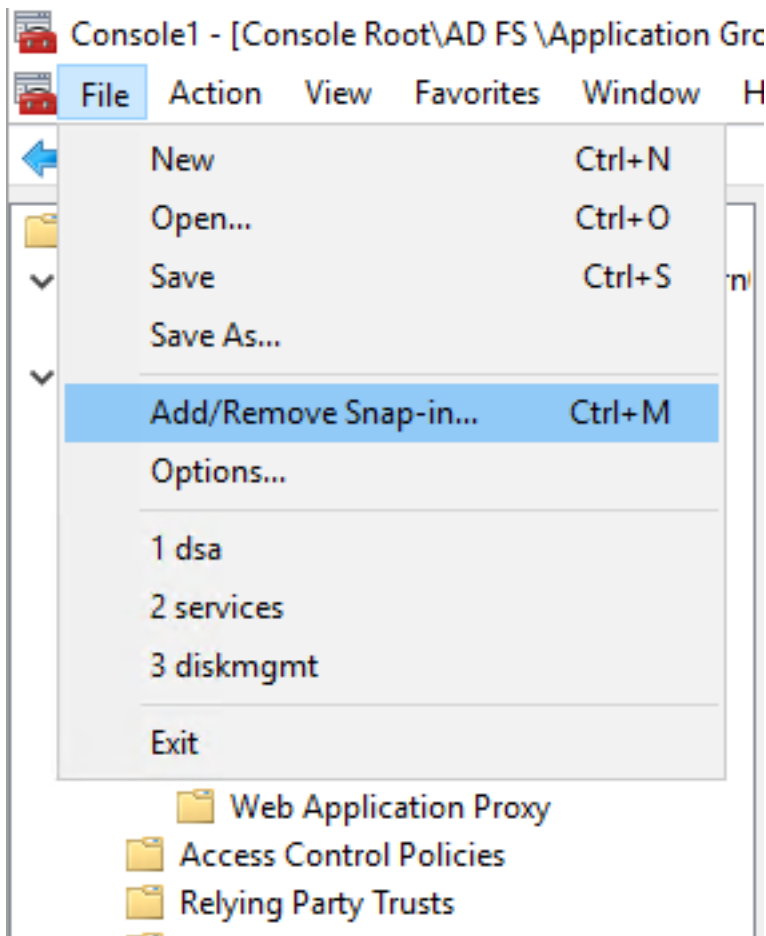 Console1 - [Console Root\AD FS \Application Gro
File Action View Favorites Window H
New Ctrl+N
Open... Ctrl+O
Save Ctrl+S
Save As...
Add/Remove Snap-in... Ctrl+M
Options...
1 dsa
2 services
3 diskmgmt
Exit
Web Application Proxy
Access Control Policies
Relying Party Trusts